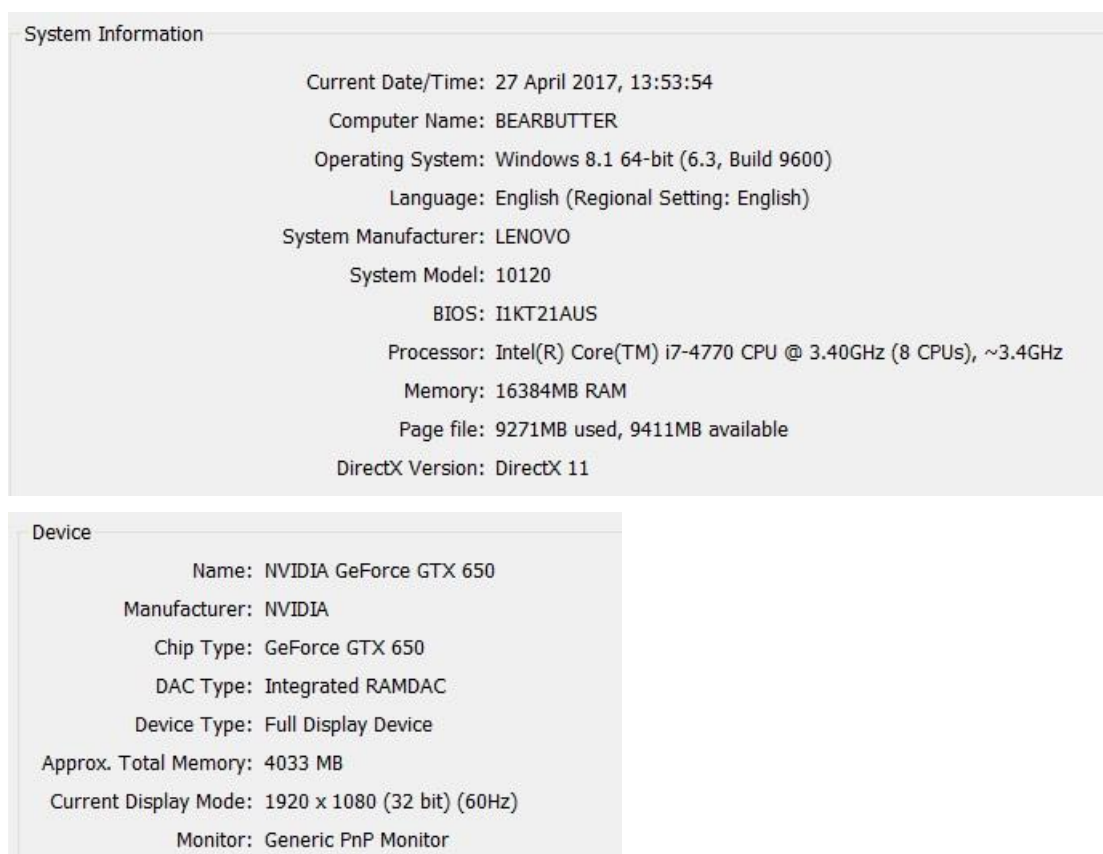 System Information
Current Date/Time: 27 April 2017, 13:53:54
Computer Name: BEARBUTTER
Operating System: Windows 8.1 64-bit (6.3, Build 9600)
Language: English (Regional Setting: English)
System Manufacturer: LENOVO
System Model: 10120
BIOS: I1KT21AUS
Processor: Intel(R) Core(TM) i7-4770 CPU @ 3.40GHz (8 CPUs), ~3.4GHz
Memory: 16384MB RAM
Page file: 9271MB used, 9411MB available
DirectX Version: DirectX 11
Device
Name: NVIDIA GeForce GTX 650
Manufacturer: NVIDIA
Chip Type: GeForce GTX 650
DAC Type: Integrated RAMDAC
Device Type: Full Display Device
Approx. Total Memory: 4033 MB
Current Display Mode: 1920 x 1080 (32 bit) (60Hz)
Monitor: Generic PnP Monitor